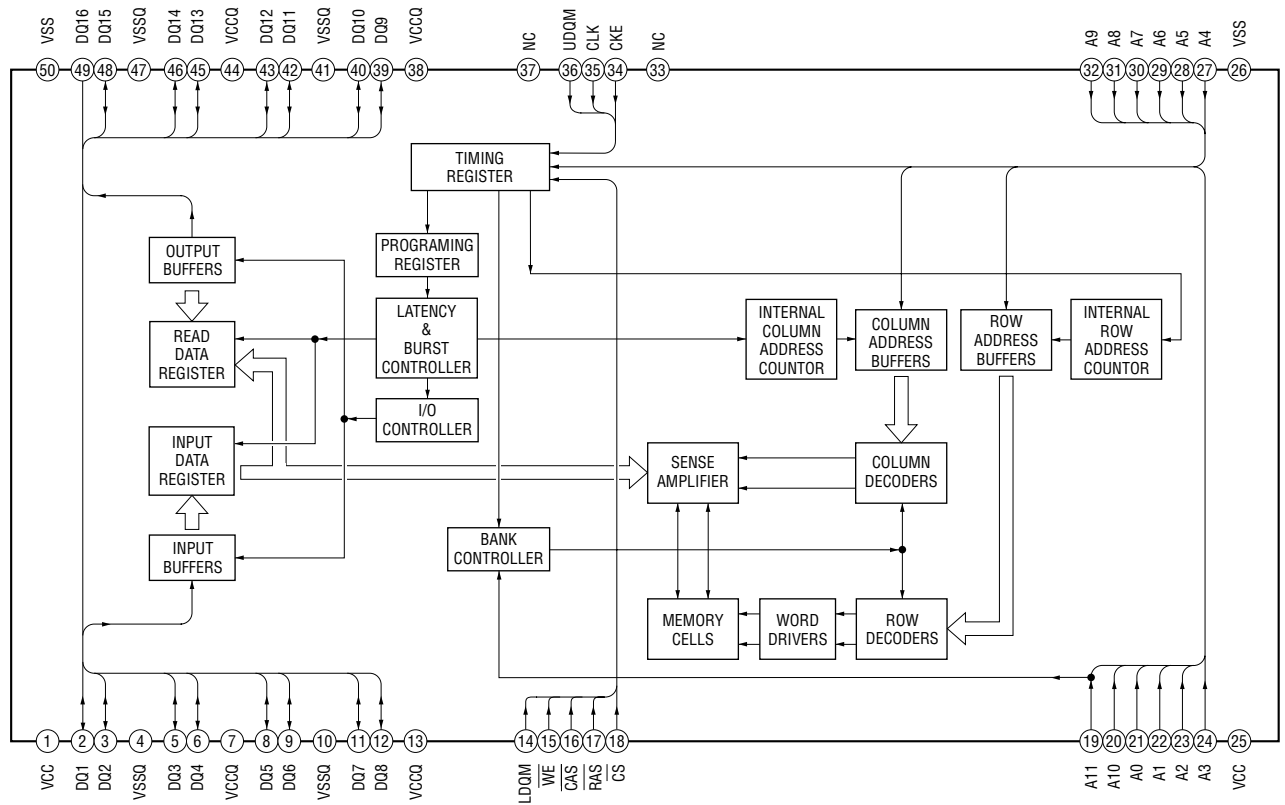 VSS
DQ16
DQ15
VSSQ
DQ14
DQ13
VCCQ
DQ12
DQ11
VSSQ
DQ10
DQ9
VCCQ
NC
UDQM
CLK
CKE
NC
A9
A8
A7
A6
A5
A4
VSS
50
49
48
47
46
45
44
43
42
41
40
39
38
37
36
35
34
33
32
31
30
29
28
27
26
TIMING
REGISTER
PROGRAMING
REGISTER
OUTPUT
BUFFERS
LATENCY
&
BURST
CONTROLLER
READ
DATA
REGISTER
INTERNAL
COLUMN
ADDRESS
COUNTOR
COLUMN
ADDRESS
BUFFERS
ROW
ADDRESS
BUFFERS
INTERNAL
ROW
ADDRESS
COUNTOR
I/O
CONTROLLER
INPUT
DATA
REGISTER
SENSE
AMPLIFIER
COLUMN
DECODERS
INPUT
BUFFERS
BANK
CONTROLLER
MEMORY
CELLS
WORD
DRIVERS
ROW
DECODERS
1
2
3
4
5
6
7
8
9
10
11
12
13
14
15
16
17
18
19
20
21
22
23
24
25
VCC
DQ1
DQ2
VSSQ
DQ3
DQ4
VCCQ
DQ5
DQ6
VSSQ
DQ7
DQ8
VCCQ
LDQM
WE
CAS
RAS
CS
A11
A10
A0
A1
A2
A3
VCC